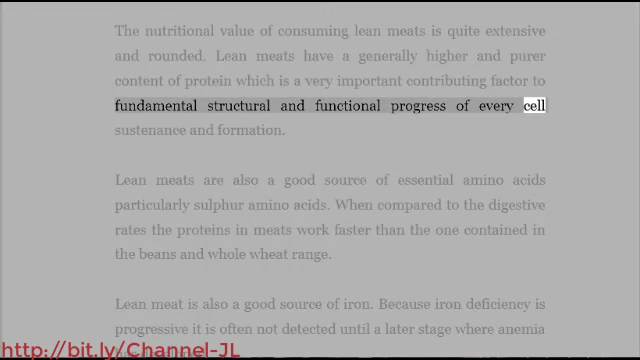 The nutritional value of consuming lean meats is quite extensive
and rounded. Lean meats have a generally higher and purer
content of protein which is a very important contributing factor to
fundamental structural and functional progress of every cell
sustenance and formation.
Lean meats are also a good source of essential amino acids
particularly sulphur amino acids. When compared to the digestive
rates the proteins in meats work faster than the one contained in
the beans and whole wheat range.
Lean meat is also a good source of iron. Because iron deficiency is
progressive it is often not detected until a later stage where anemia
http://bit.ly/Channel-JL